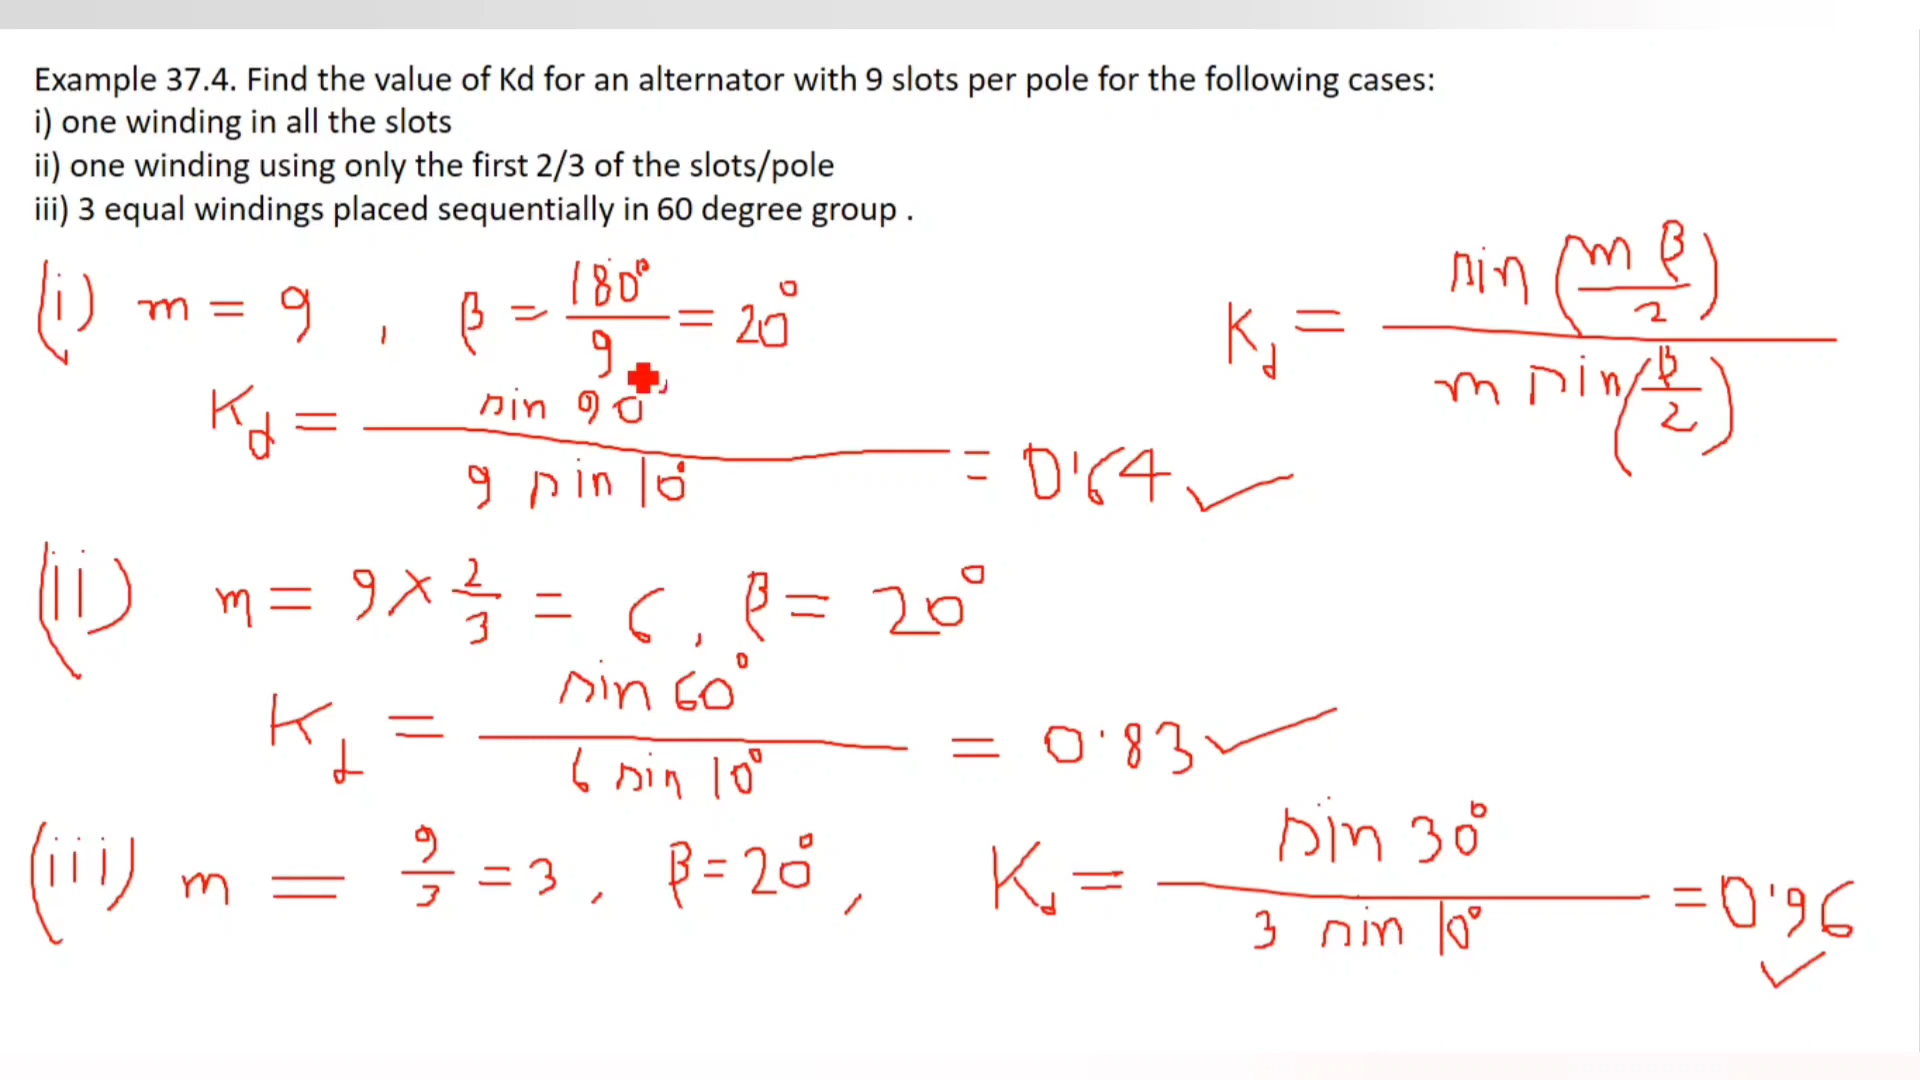 Example 37.4. Find the value of Kd for an alternator with 9 slots per pole for the following cases:
i) one winding in all the slots
ii) one winding using only the first 2/3 of the slots/pole
iii) 3 equal windings placed sequentially in 60 degree group .
(i) m = 9 , β = 180°/9 = 20°
K_d = sin(mβ/2) / m sin(β/2)
K_d = sin 90° / 9 sin 10° = 0.64 ✓
(ii) m = 9 × 2/3 = 6, β = 20°
K_d = sin 60° / 6 sin 10° = 0.83 ✓
(iii) m = 9/3 = 3, β = 20°, K_d = sin 30° / 3 sin 10° = 0.96 ✓